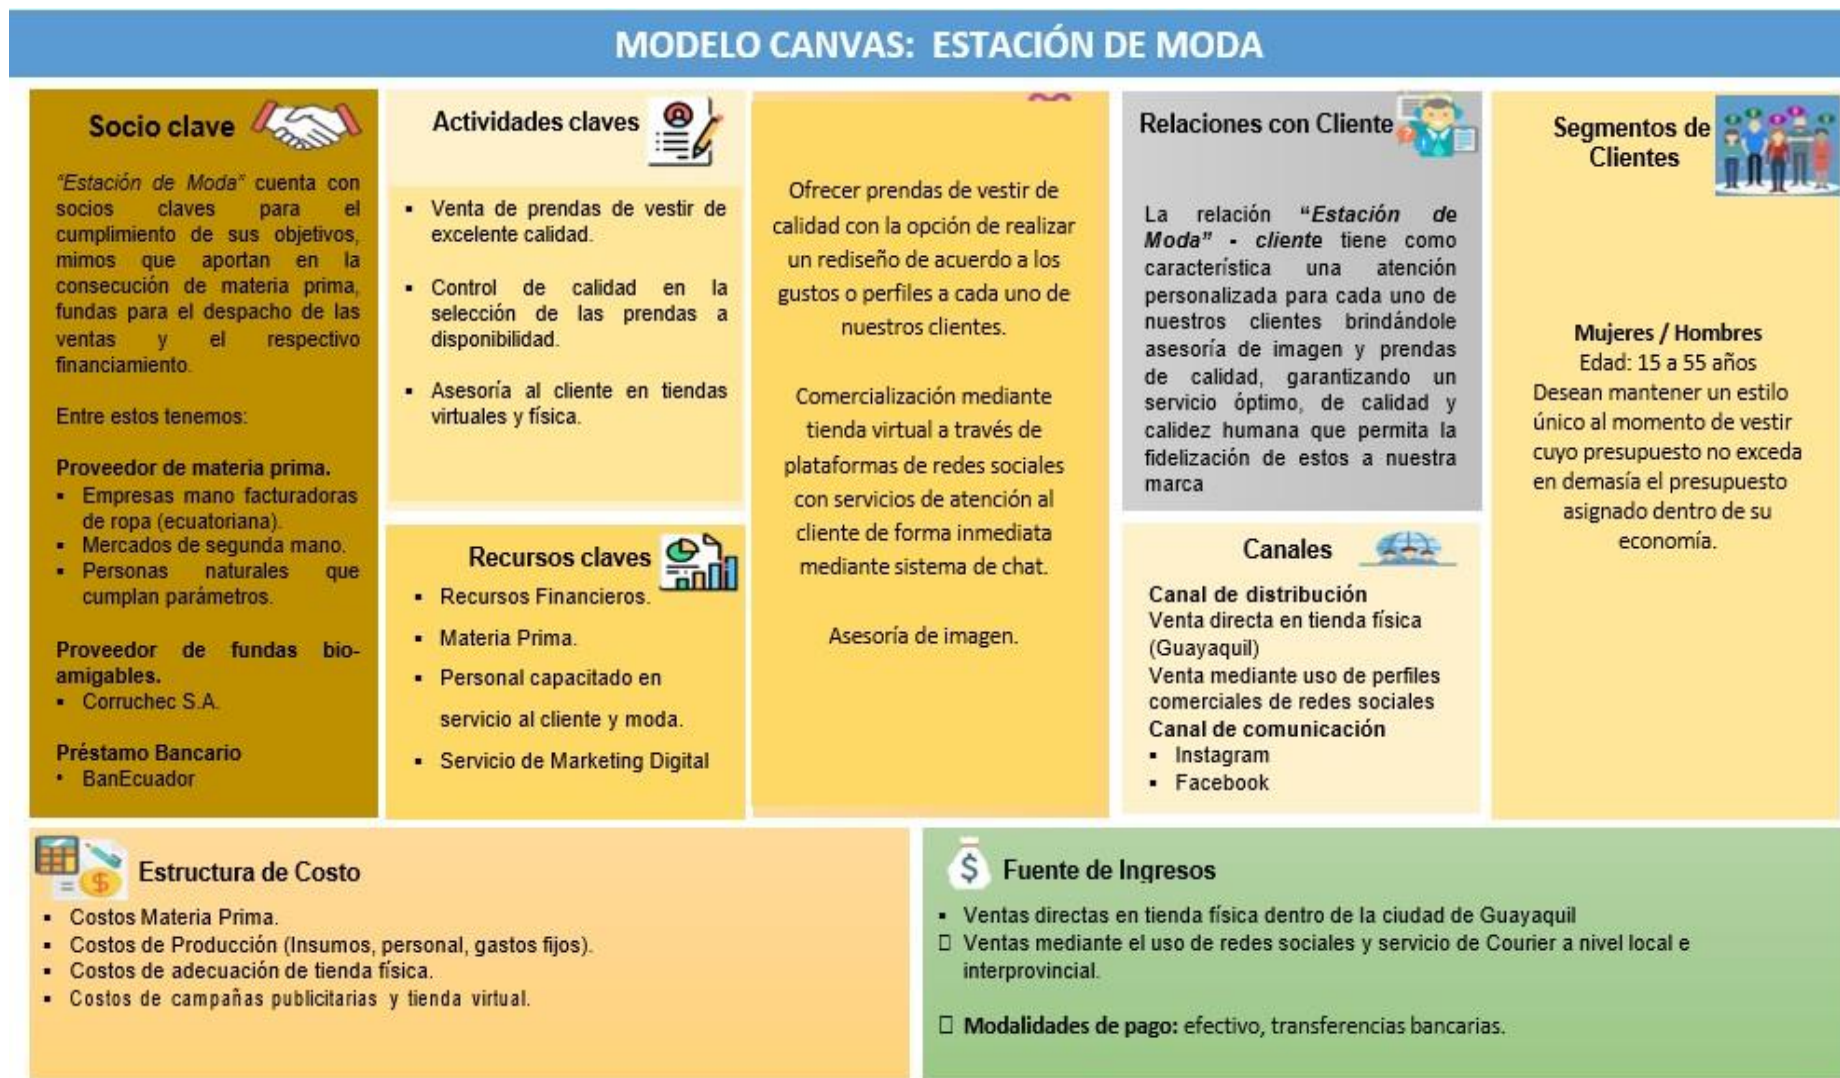 MODELO CANVAS: ESTACIÓN DE MODA
Socio clave
“Estación de Moda” cuenta con
socios claves para el
cumplimiento de sus objetivos,
mimos que aportan en la
consecución de materia prima,
fundas para el despacho de las
ventas y el respectivo
financiamiento.
Entre estos tenemos:
Proveedor de materia prima.
▪ Empresas mano facturadoras
de ropa (ecuatoriana).
▪ Mercados de segunda mano.
▪ Personas naturales que
cumplan parámetros.
Proveedor de fundas bio-
amigables.
▪ Corruchec S.A.
Préstamo Bancario
• BanEcuador
Actividades claves
▪ Venta de prendas de vestir de
excelente calidad.
▪ Control de calidad en la
selección de las prendas a
disponibilidad.
▪ Asesoría al cliente en tiendas
virtuales y física.
Recursos claves
▪ Recursos Financieros.
▪ Materia Prima.
▪ Personal capacitado en
servicio al cliente y moda.
▪ Servicio de Marketing Digital
Ofrecer prendas de vestir de
calidad con la opción de realizar
un rediseño de acuerdo a los
gustos o perfiles a cada uno de
nuestros clientes.
Comercialización mediante
tienda virtual a través de
plataformas de redes sociales
con servicios de atención al
cliente de forma inmediata
mediante sistema de chat.
Asesoría de imagen.
Relaciones con Cliente
La relación “Estación de
Moda” - cliente tiene como
característica una atención
personalizada para cada uno de
nuestros clientes brindándole
asesoría de imagen y prendas
de calidad, garantizando un
servicio óptimo, de calidad y
calidez humana que permita la
fidelización de estos a nuestra
marca
Canales
Canal de distribución
Venta directa en tienda física
(Guayaquil)
Venta mediante uso de perfiles
comerciales de redes sociales
Canal de comunicación
▪ Instagram
▪ Facebook
Segmentos de
Clientes
Mujeres / Hombres
Edad: 15 a 55 años
Desean mantener un estilo
único al momento de vestir
cuyo presupuesto no exceda
en demasía el presupuesto
asignado dentro de su
economía.
Estructura de Costo
▪ Costos Materia Prima.
▪ Costos de Producción (Insumos, personal, gastos fijos).
▪ Costos de adecuación de tienda física.
▪ Costos de campañas publicitarias y tienda virtual.
Fuente de Ingresos
▪ Ventas directas en tienda física dentro de la ciudad de Guayaquil
▯ Ventas mediante el uso de redes sociales y servicio de Courier a nivel local e
interprovincial.
▯ Modalidades de pago: efectivo, transferencias bancarias.